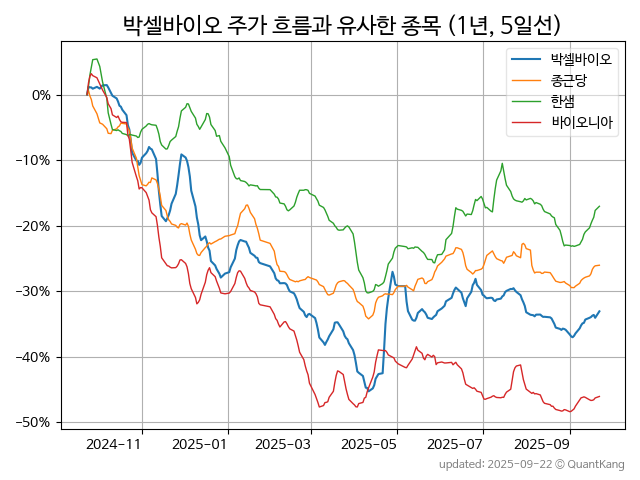 박셀바이오 주가 흐름과 유사한 종목 (1년, 5일선)
박셀바이오
종근당
한샘
바이오니아
0%
−10%
−20%
−30%
−40%
−50%
2024-11 2025-01 2025-03 2025-05 2025-07 2025-09
updated: 2025-09-22 © QuantKang